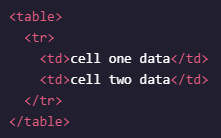 <table>
  <tr>
    <td>cell one data</td>
    <td>cell two data</td>
  </tr>
</table>